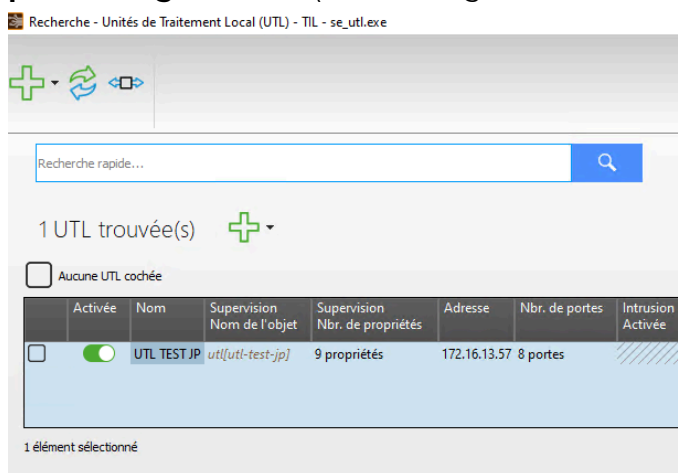 Recherche - Unités de Traitement Local (UTL) - TIL - se_utl.exe
Recherche rapide...
1 UTL trouvée(s)
Aucune UTL cochée
Activée Nom Supervision Nom de l'objet Supervision Nbr. de propriétés Adresse Nbr. de portes Intrusion Activée
UTL TEST JP utl[utl-test-jp] 9 propriétés 172.16.13.57 8 portes
1 élément sélectionné